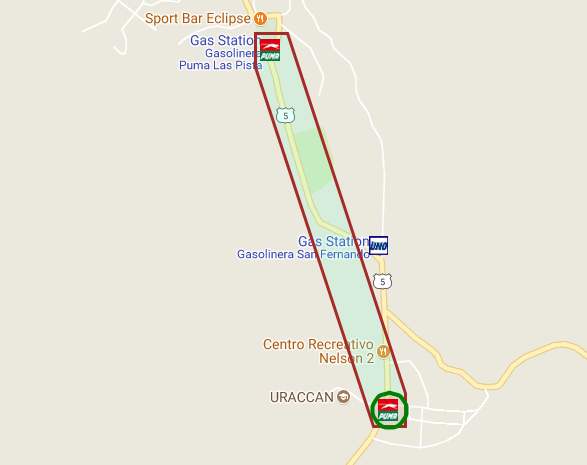 Sport Bar Eclipse
Gas Station
Gasolinera
Puma Las Pista
PUMA
5
Gas Station
UNO
Gasolinera San Fernando
5
Centro Recreativo
Nelson 2
URACCAN
PUMA